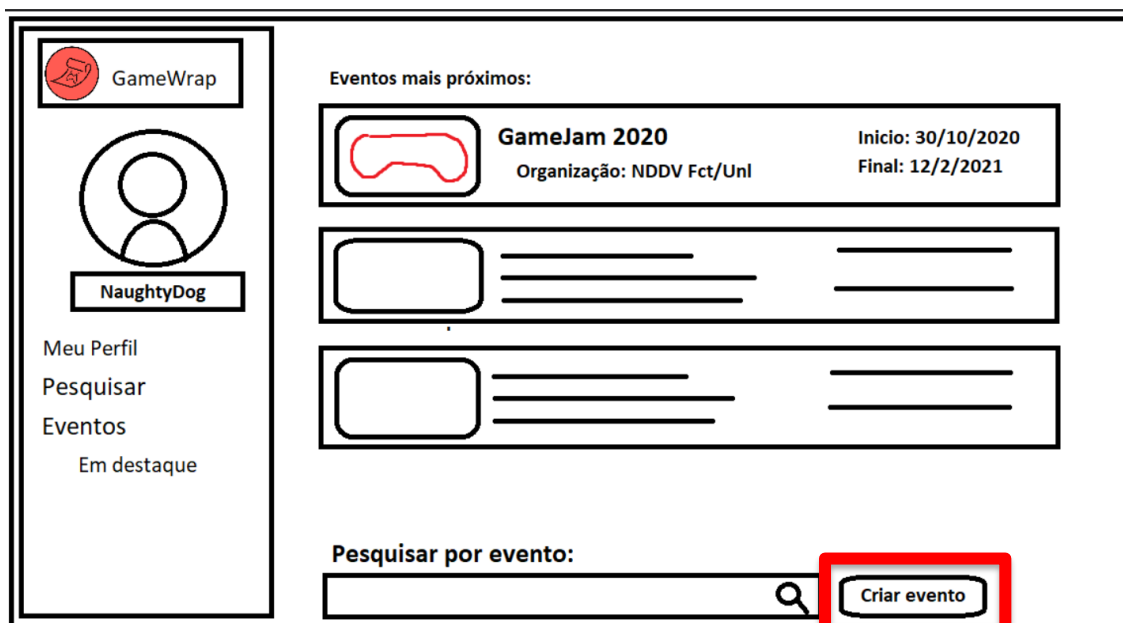 GameWrap
NaughtyDog
Meu Perfil
Pesquisar
Eventos
Em destaque
Eventos mais próximos:
GameJam 2020
Organização: NDDV Fct/Unl
Inicio: 30/10/2020
Final: 12/2/2021
Pesquisar por evento:
Criar evento